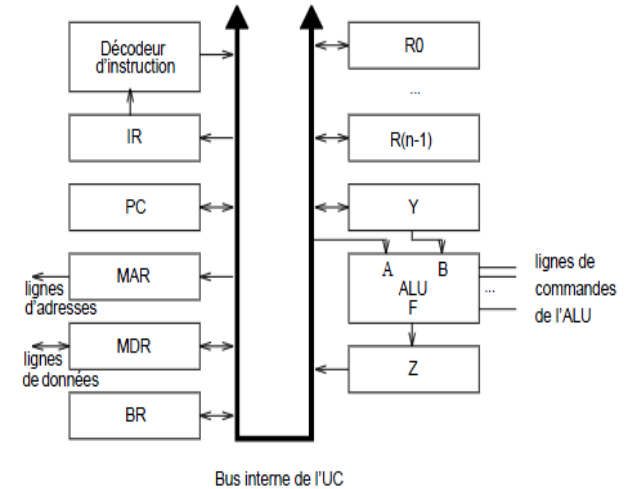 Décodeur
d'instruction
IR
PC
MAR
lignes
d'adresses
MDR
lignes
de données
BR
R0
...
R(n-1)
Y
A B
ALU
F
lignes de
...
commandes
de l'ALU
Z
Bus interne de l'UC